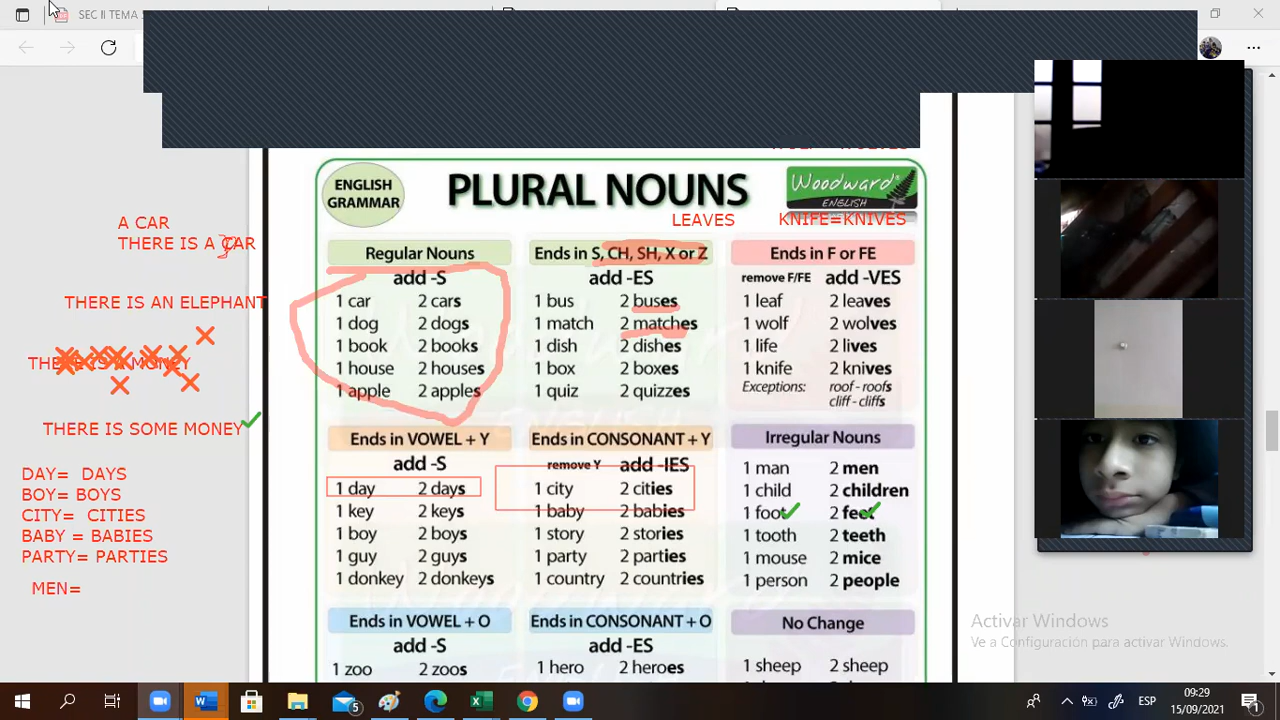 SEC II TEMA
ENGLISH
GRAMMAR
PLURAL NOUNS
Woodward
ENGLISH
LEAVES
KNIFE=KNIVES
A CAR
THERE IS A CAR
THERE IS AN ELEPHANT
THERE IS A MONEY
THERE IS SOME MONEY
DAY= DAYS
BOY= BOYS
CITY= CITIES
BABY = BABIES
PARTY= PARTIES
MEN=
Regular Nouns
add -S
1 car 2 cars
1 dog 2 dogs
1 book 2 books
1 house 2 houses
1 apple 2 apples
Ends in S, CH, SH, X or Z
add -ES
1 bus 2 buses
1 match 2 matches
1 dish 2 dishes
1 box 2 boxes
1 quiz 2 quizzes
Ends in F or FE
remove F/FE add -VES
1 leaf 2 leaves
1 wolf 2 wolves
1 life 2 lives
1 knife 2 knives
Exceptions: roof - roofs
cliff - cliffs
Ends in VOWEL + Y
add -S
1 day 2 days
1 key 2 keys
1 boy 2 boys
1 guy 2 guys
1 donkey 2 donkeys
Ends in CONSONANT + Y
remove Y add -IES
1 city 2 cities
1 baby 2 babies
1 story 2 stories
1 party 2 parties
1 country 2 countries
Irregular Nouns
1 man 2 men
1 child 2 children
1 foot 2 feet
1 tooth 2 teeth
1 mouse 2 mice
1 person 2 people
Ends in VOWEL + O
add -S
1 zoo 2 zoos
Ends in CONSONANT + O
add -ES
1 hero 2 heroes
No Change
1 sheep 2 sheep
Activar Windows
Ve a Configuración para activar Windows.
5
ESP
09:29
15/09/2021
1